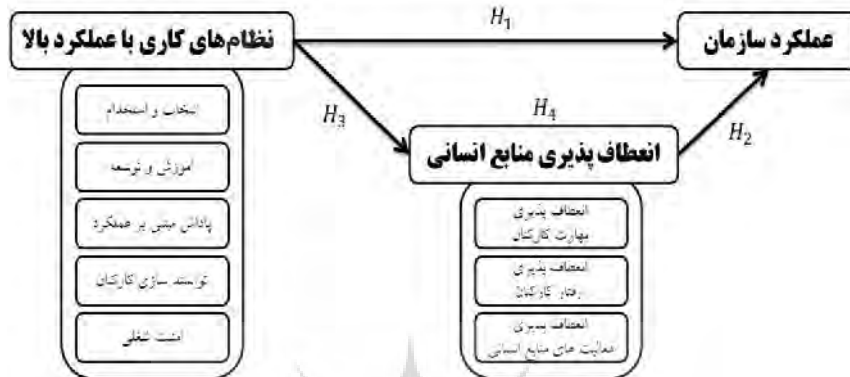 نظام‌های کاری با عملکرد بالا
H₁
عملکرد سازمان
انتخاب و استخدام
آموزش و توسعه
پاداش مبتنی بر عملکرد
توانمند سازی کارکنان
امنیت شغلی
H₃
H₄
H₂
انعطاف پذیری منابع انسانی
انعطاف پذیری
مهارت کارکنان
انعطاف پذیری
رفتار کارکنان
انعطاف پذیری
فعالیت های منابع انسانی